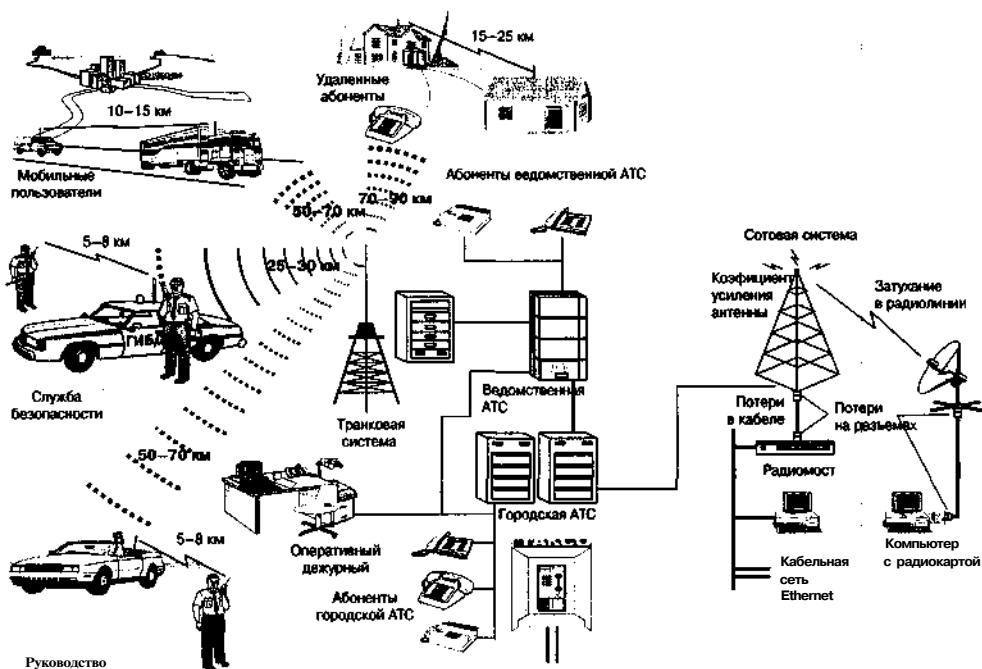 15–25 км
Удаленные
абоненты
10–15 км
Мобильные
пользователи
50–70 км
70–90 км
Абоненты ведомственной АТС
5–8 км
25–30 км
ГИБД
Служба
безопасности
Транковая
система
Ведомственная
АТС
Сотовая система
Коэфициент
усиления
антенны
Затухание
в радиолинии
Потери
в кабеле
Потери
на разъемах
Радиомост
50–70 км
Городская АТС
Оперативный
дежурный
5–8 км
Абоненты
городской АТС
Кабельная
сеть
Ethernet
Компьютер
с радиокартой
Руководство